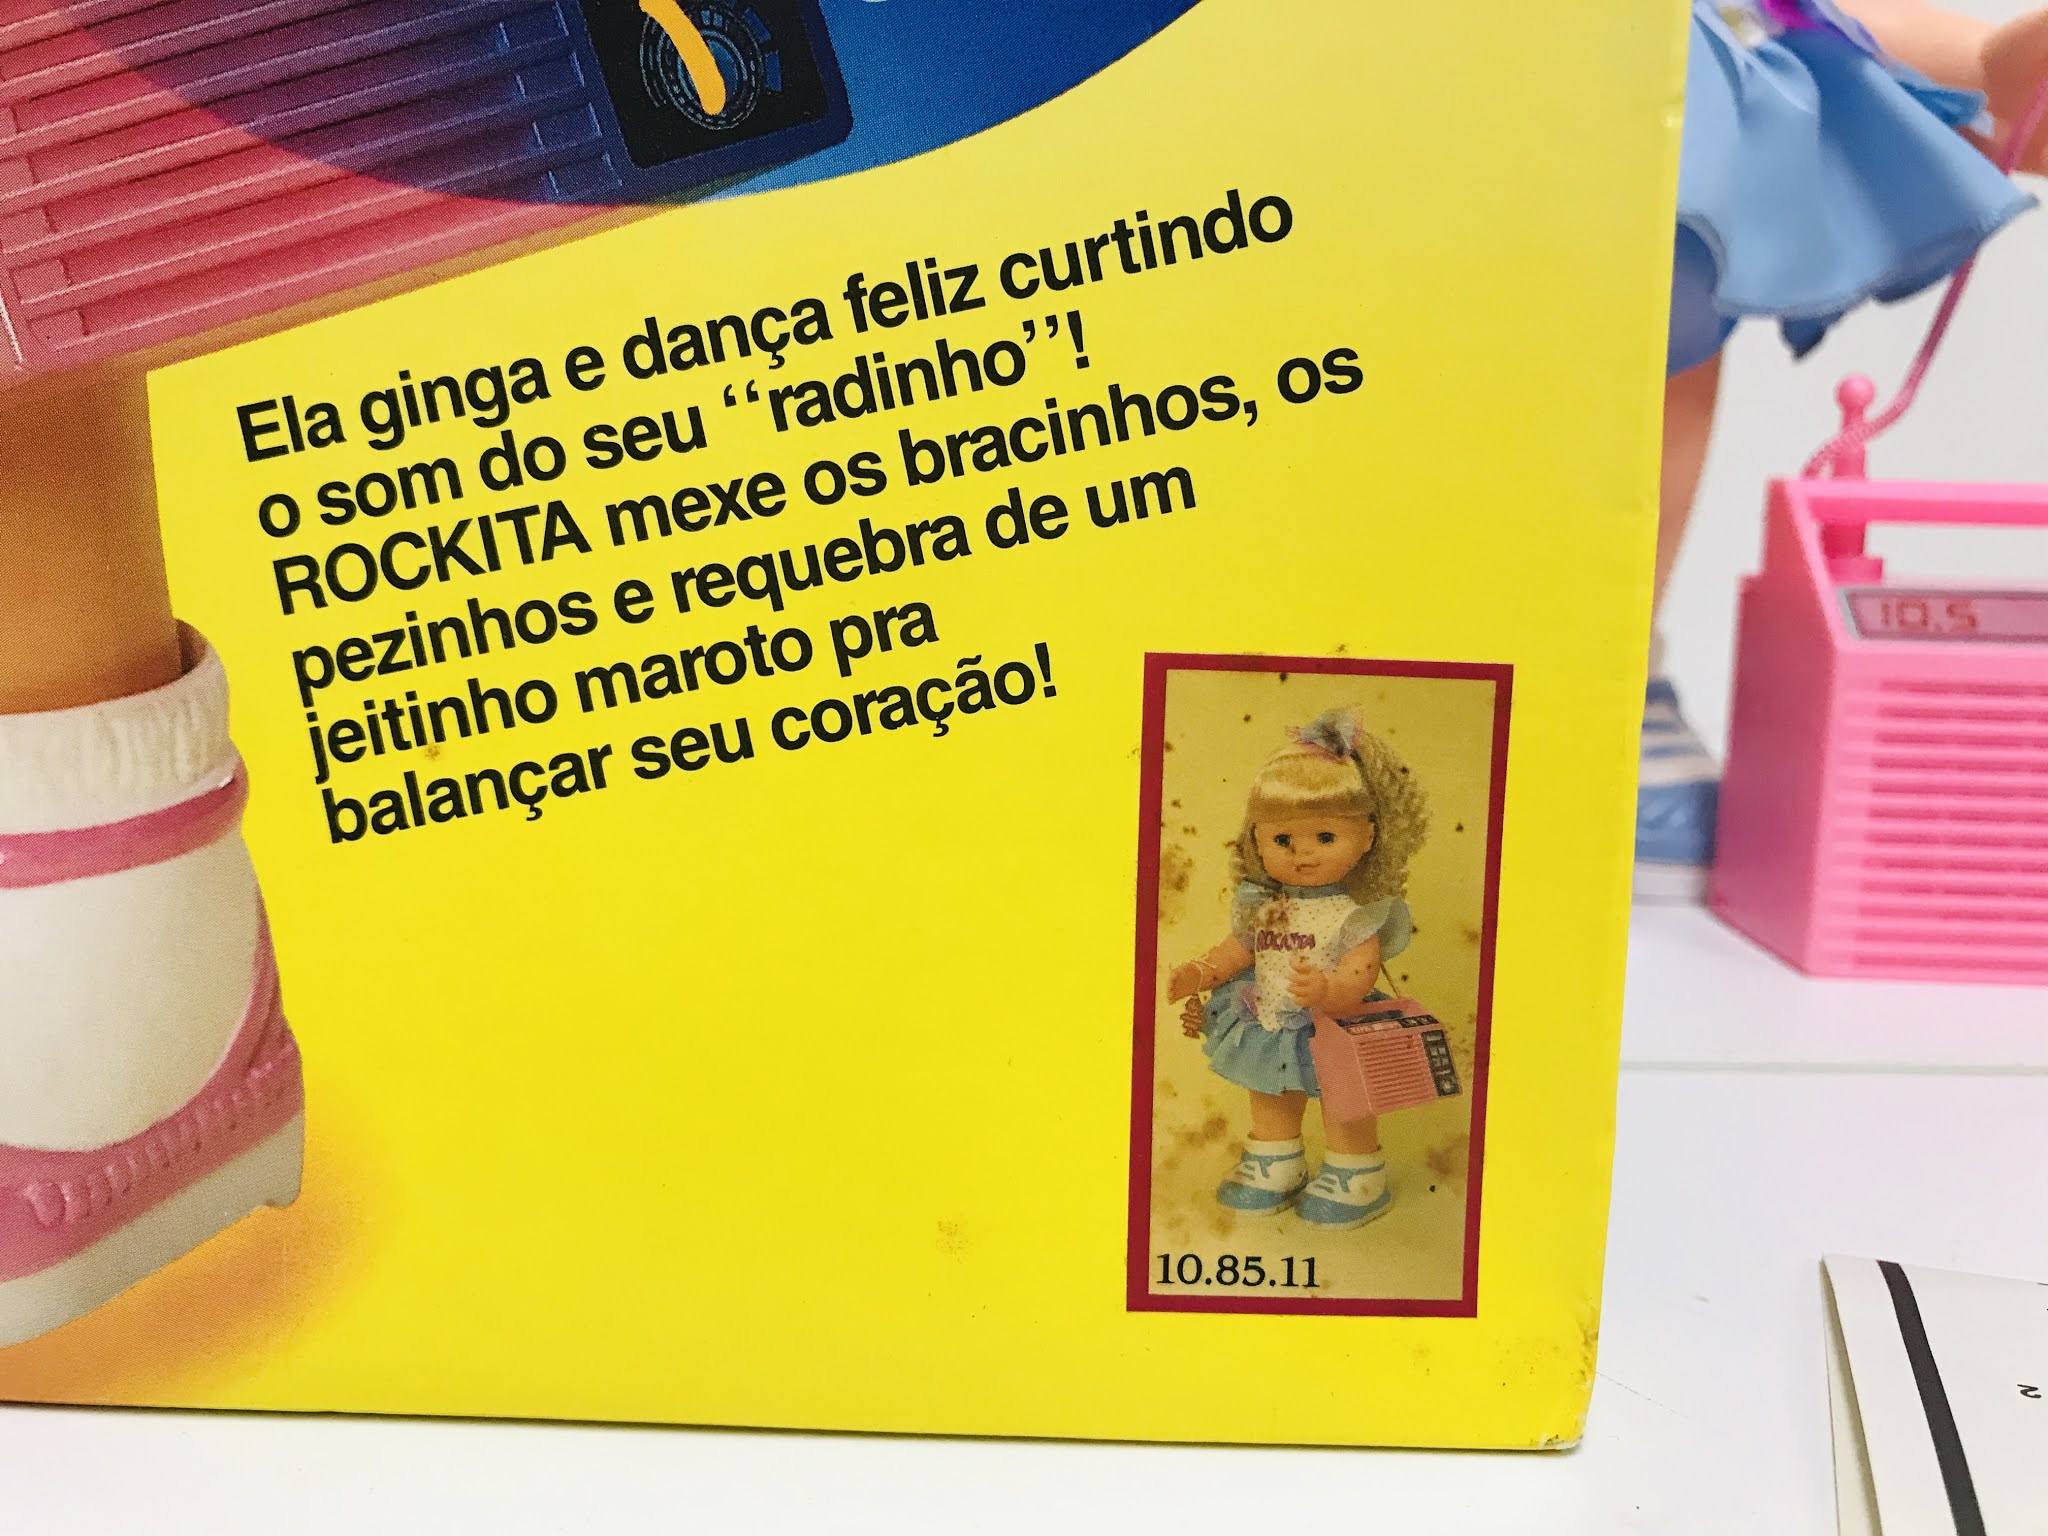 Ela ginga e dança feliz curtindo
o som do seu “radinho”!
ROCKITA mexe os bracinhos, os
pezinhos e requebra de um
jeitinho maroto pra
balançar seu coração!
ROCKITA
10.85.11
10.5
2